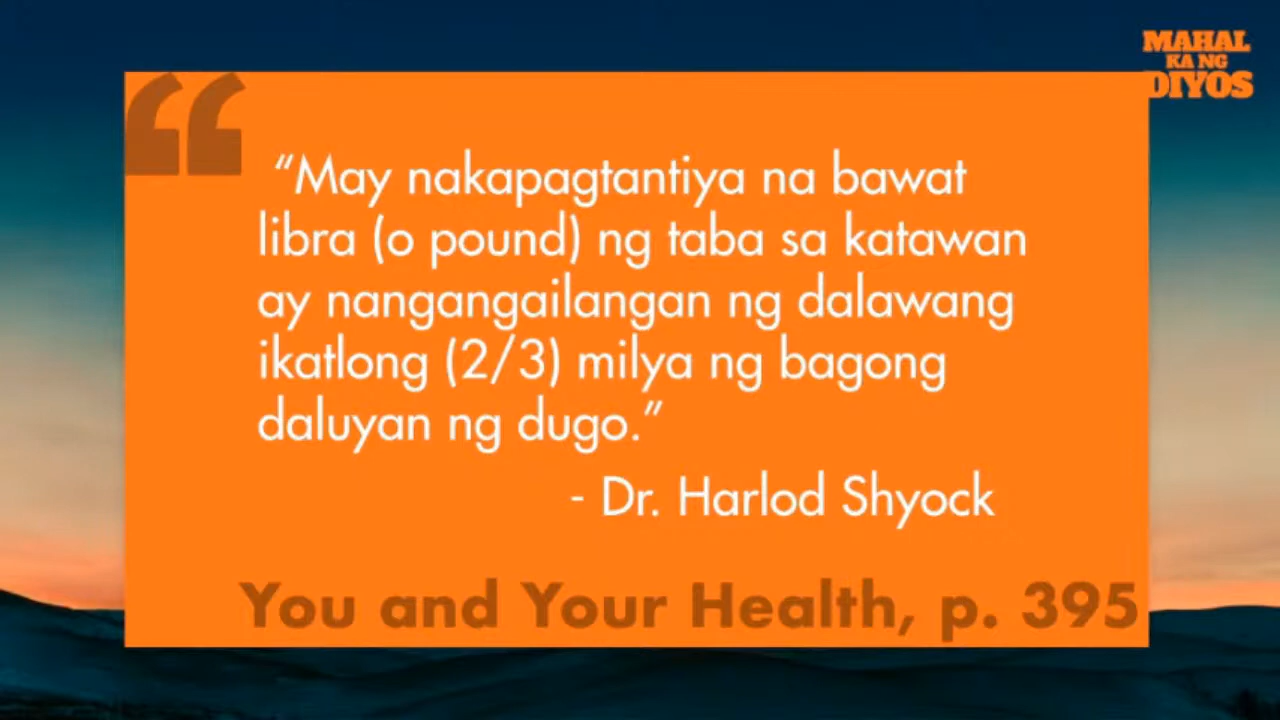 MAHAL
KA NG
DIYOS
“May nakapagtantiya na bawat
libra (o pound) ng taba sa katawan
ay nangangailangan ng dalawang
ikatlong (2/3) milya ng bagong
daluyan ng dugo.”
- Dr. Harlod Shyock
You and Your Health, p. 395